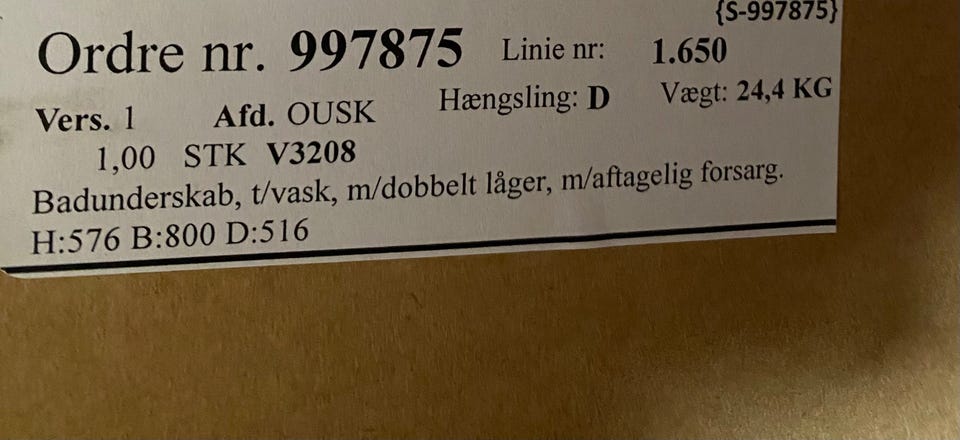 {S-997875}
Ordre nr. 997875 Linie nr: 1.650
Vers. 1 Afd. OUSK Hængsling: D Vægt: 24,4 KG
1,00 STK V3208
Badunderskab, t/vask, m/dobbelt låger, m/aftagelig forsarg.
H:576 B:800 D:516